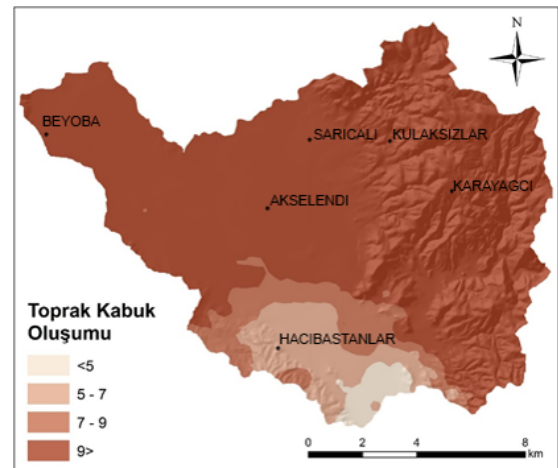 N
BEYOBA
SARICALI
KULAKSIZLAR
KARAYAGCI
AKSELENDI
HACIBASTANLAR
Toprak Kabuk
Oluşumu
<5
5 - 7
7 - 9
9>
0 2 4 8
km